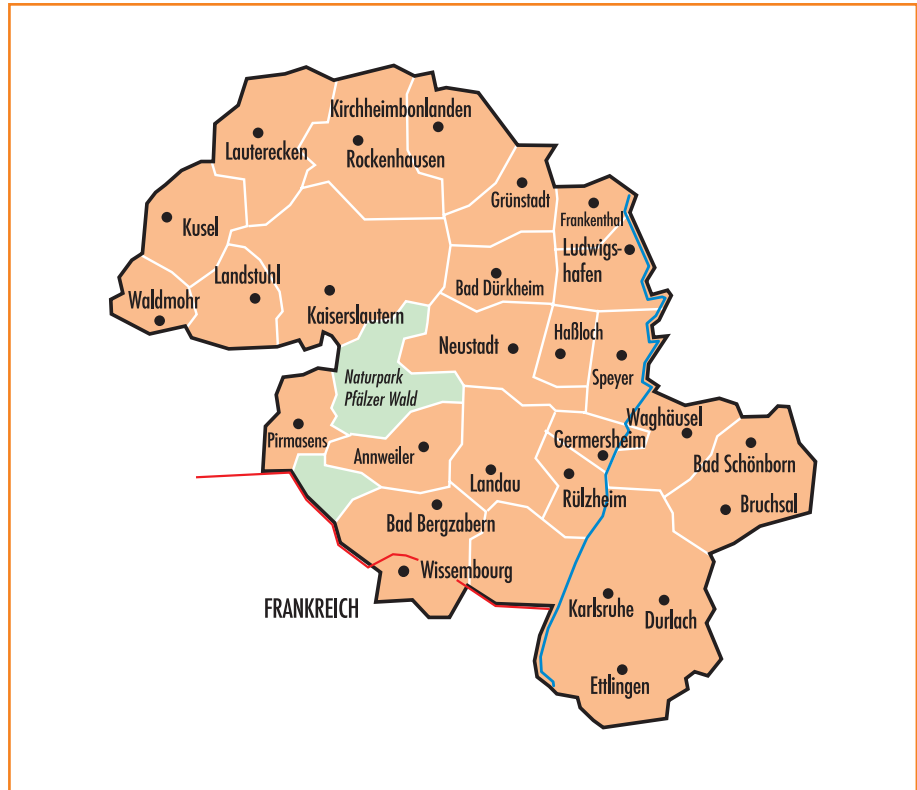 Kirchheimbonlanden
Lauterecken
Rockenhausen
Grünstadt
Frankenthal
Kusel
Ludwigs-
hafen
Landstuhl
Bad Dürkheim
Waldmohr
Kaiserslautern
Haßloch
Neustadt
Speyer
Naturpark
Pfälzer Wald
Waghäusel
Pirmasens
Germersheim
Annweiler
Bad Schönborn
Landau
Rülzheim
Bruchsal
Bad Bergzabern
Wissembourg
FRANKREICH
Karlsruhe
Durlach
Ettlingen